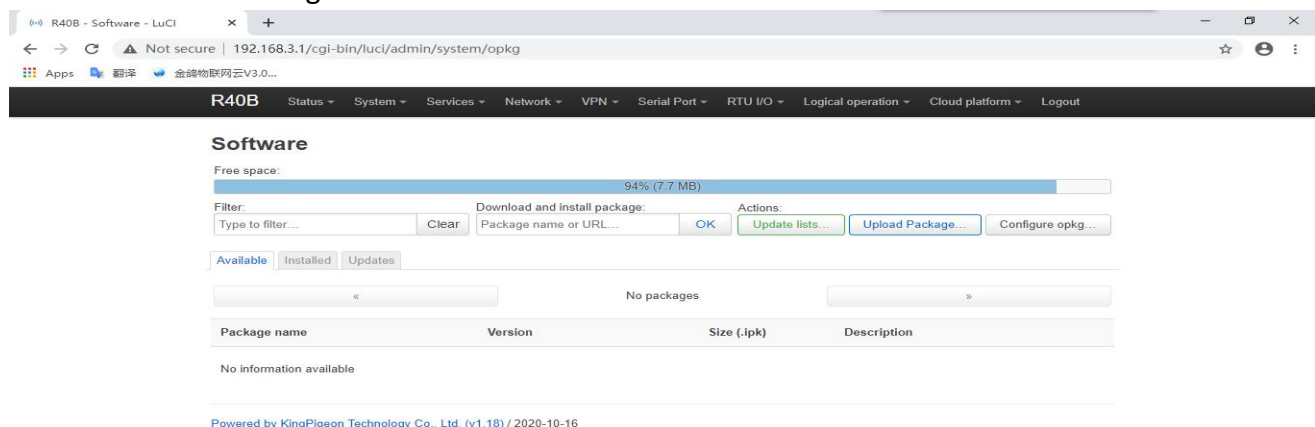 R40B - Software - LuCI
Not secure | 192.168.3.1/cgi-bin/luci/admin/system/opkg
Apps 翻译 金鸽物联网云V3.0...
R40B Status System Services Network VPN Serial Port RTU I/O Logical operation Cloud platform Logout
Software
Free space:
94% (7.7 MB)
Filter: Download and install package: Actions:
Type to filter... Clear Package name or URL... OK Update lists... Upload Package... Configure opkg...
Available Installed Updates
« No packages »
Package name Version Size (.ipk) Description
No information available
Powered by KingPigeon Technology Co., Ltd. (v1.18) / 2020-10-16